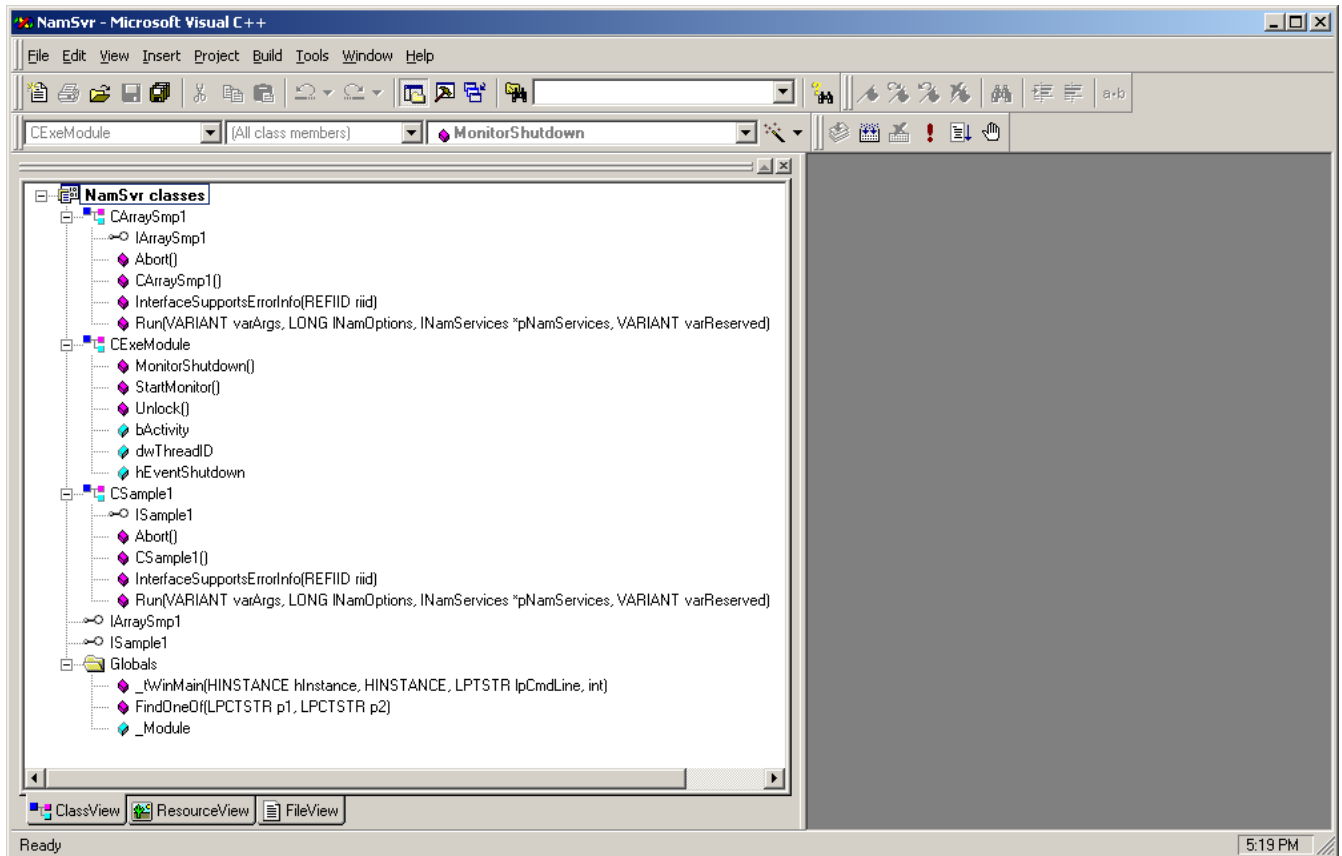 NamSvr - Microsoft Visual C++
File Edit View Insert Project Build Tools Window Help
CExeModule (All class members) MonitorShutdown
a•b
NamSvr classes
CArraySmp1
IArraySmp1
Abort()
CArraySmp1()
InterfaceSupportsErrorInfo(REFIID riid)
Run(VARIANT varArgs, LONG lNamOptions, INamServices *pNamServices, VARIANT varReserved)
CExeModule
MonitorShutdown()
StartMonitor()
Unlock()
bActivity
dwThreadID
hEventShutdown
CSample1
ISample1
Abort()
CSample1()
InterfaceSupportsErrorInfo(REFIID riid)
Run(VARIANT varArgs, LONG lNamOptions, INamServices *pNamServices, VARIANT varReserved)
IArraySmp1
ISample1
Globals
_tWinMain(HINSTANCE hInstance, HINSTANCE, LPTSTR lpCmdLine, int)
FindOneOf(LPCTSTR p1, LPCTSTR p2)
_Module
ClassView ResourceView FileView
Ready 5:19 PM